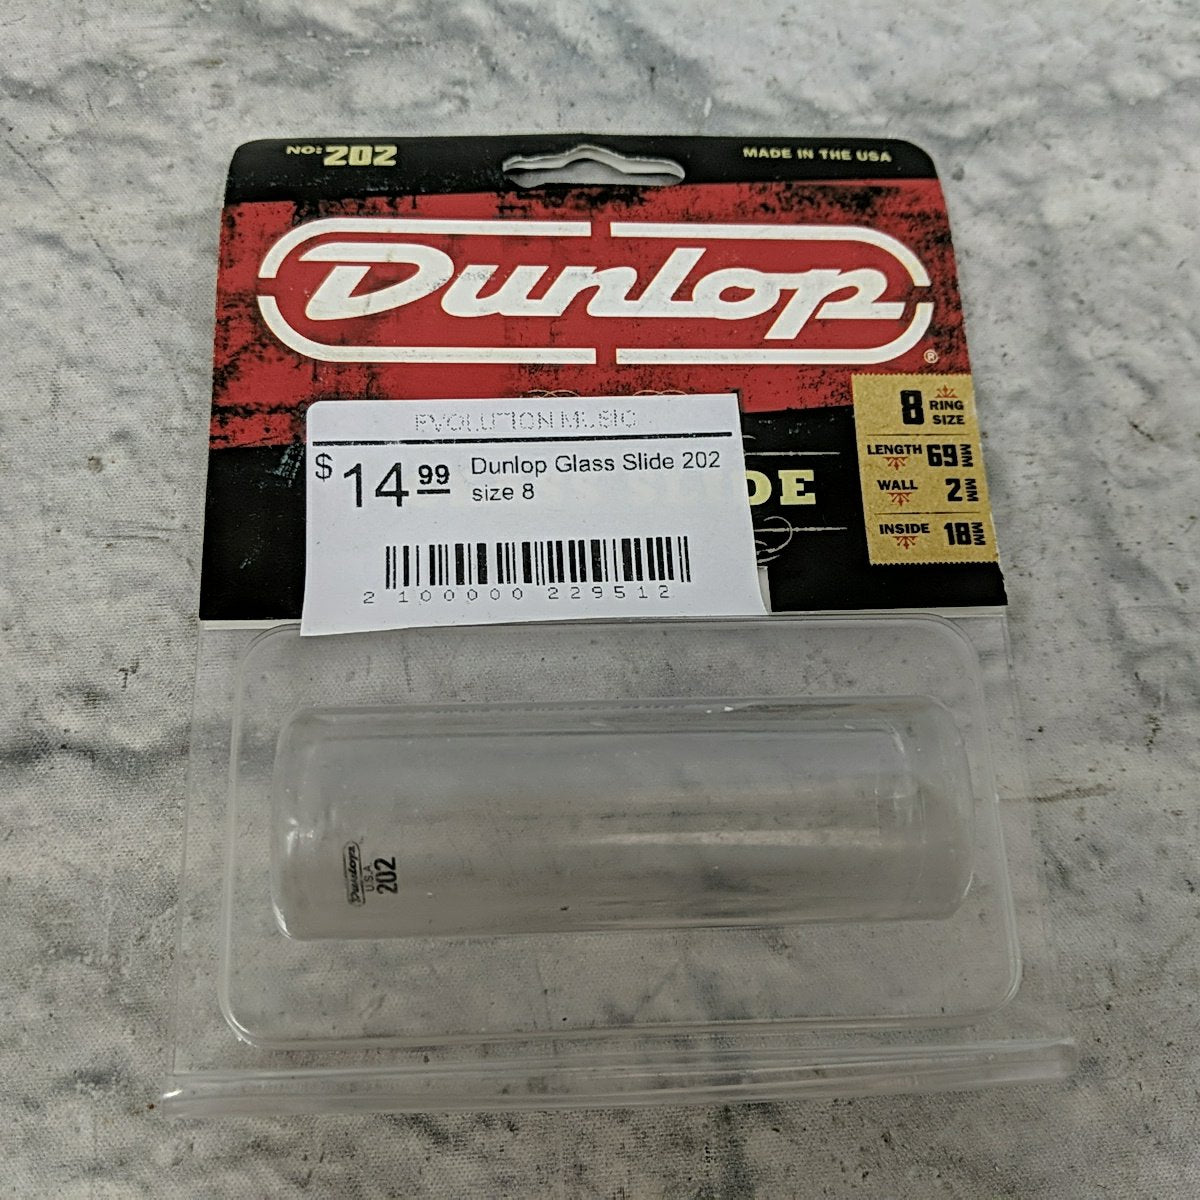 NO: 202
MADE IN THE USA
Dunlop
®
EVOLUTION MUSIC
$14.99
Dunlop Glass Slide 202
size 8
2 100000 229512
DE
8 RING SIZE
LENGTH 69 MM
WALL 2 MM
INSIDE 18 MM
Dunlop
U.S.A
202